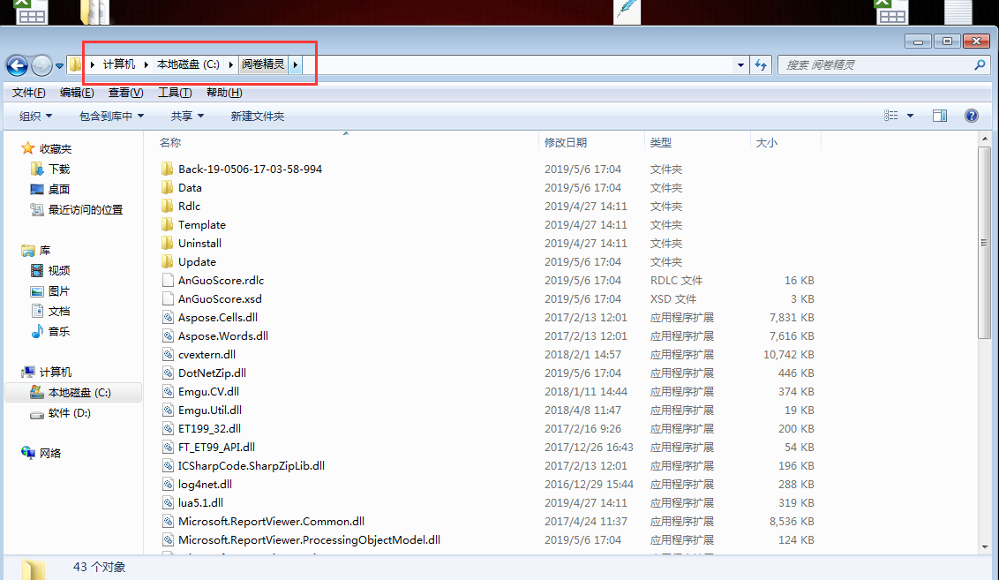 计算机 本地磁盘 (C:) 阅卷精灵
搜索 阅卷精灵
文件(F) 编辑(E) 查看(V) 工具(T) 帮助(H)
组织 包含到库中 共享 新建文件夹
收藏夹
下载
桌面
最近访问的位置
库
视频
图片
文档
音乐
计算机
本地磁盘 (C:)
软件 (D:)
网络
名称 修改日期 类型 大小
Back-19-0506-17-03-58-994 2019/5/6 17:04 文件夹
Data 2019/5/6 17:04 文件夹
Rdlc 2019/4/27 14:11 文件夹
Template 2019/4/27 14:11 文件夹
Uninstall 2019/4/27 14:11 文件夹
Update 2019/5/6 17:04 文件夹
AnGuoScore.rdlc 2019/5/6 17:04 RDLC 文件 16 KB
AnGuoScore.xsd 2019/5/6 17:04 XSD 文件 3 KB
Aspose.Cells.dll 2017/2/13 12:01 应用程序扩展 7,831 KB
Aspose.Words.dll 2017/2/13 12:01 应用程序扩展 7,616 KB
cvextern.dll 2018/2/1 14:57 应用程序扩展 10,742 KB
DotNetZip.dll 2019/5/6 17:04 应用程序扩展 446 KB
Emgu.CV.dll 2018/1/11 14:44 应用程序扩展 374 KB
Emgu.Util.dll 2018/4/8 11:47 应用程序扩展 19 KB
ET199_32.dll 2017/2/16 9:26 应用程序扩展 200 KB
FT_ET99_API.dll 2017/12/26 16:43 应用程序扩展 54 KB
ICSharpCode.SharpZipLib.dll 2017/2/13 12:01 应用程序扩展 196 KB
log4net.dll 2016/12/29 15:44 应用程序扩展 288 KB
lua5.1.dll 2019/4/27 14:11 应用程序扩展 319 KB
Microsoft.ReportViewer.Common.dll 2017/4/24 11:37 应用程序扩展 8,536 KB
Microsoft.ReportViewer.ProcessingObjectModel.dll 2019/5/6 17:04 应用程序扩展 124 KB
43 个对象